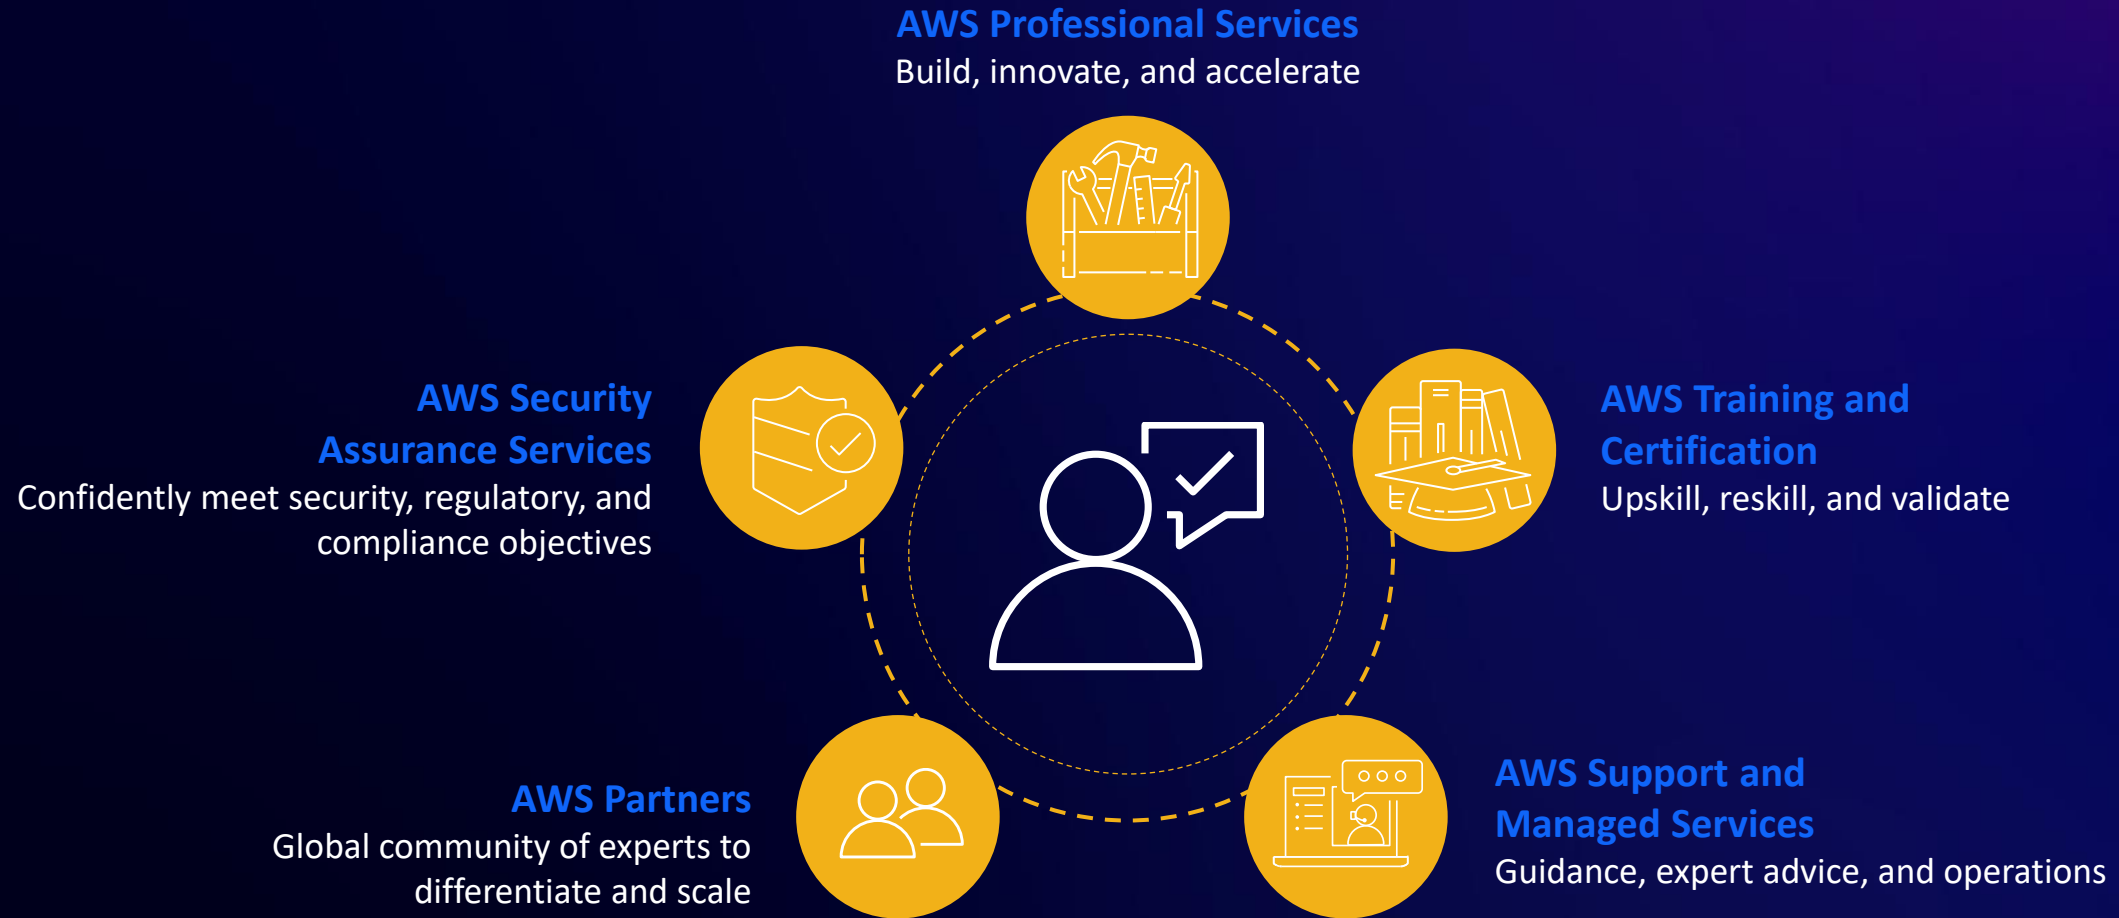 AWS Professional Services
Build, innovate, and accelerate
AWS Security
Assurance Services
Confidently meet security, regulatory, and
compliance objectives
AWS Training and
Certification
Upskill, reskill, and validate
AWS Partners
Global community of experts to
differentiate and scale
AWS Support and
Managed Services
Guidance, expert advice, and operations